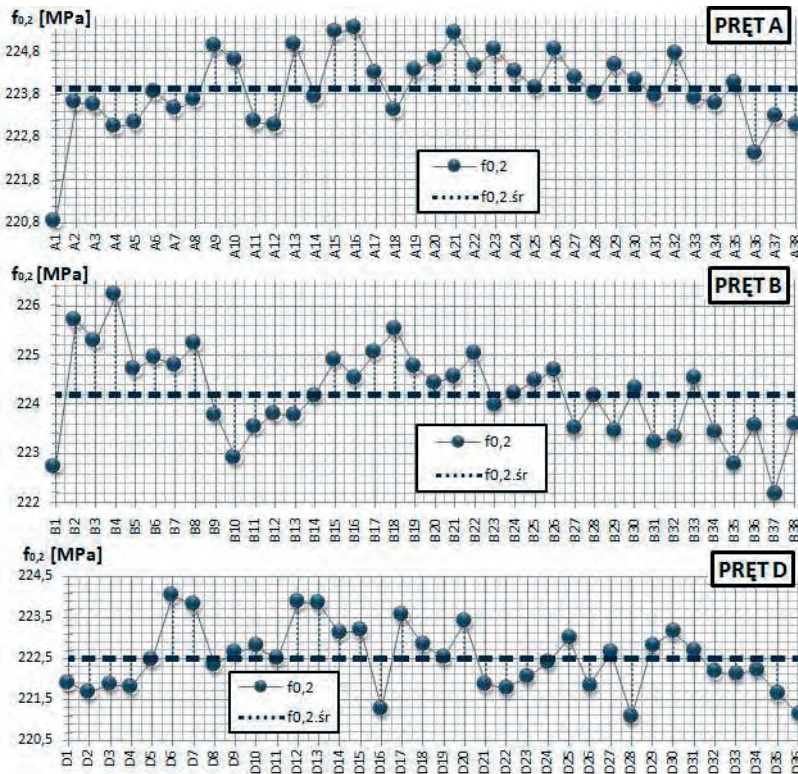 f0,2 [MPa]
PRĘT A
224,8
223,8
222,8
221,8
220,8
f0,2
f0,2.śr
A1 A2 A3 A4 A5 A6 A7 A8 A9 A10 A11 A12 A13 A14 A15 A16 A17 A18 A19 A20 A21 A22 A23 A24 A25 A26 A27 A28 A29 A30 A31 A32 A33 A34 A35 A36 A37 A38
f0,2 [MPa]
PRĘT B
226
225
224
223
222
f0,2
f0,2.śr
B1 B2 B3 B4 B5 B6 B7 B8 B9 B10 B11 B12 B13 B14 B15 B16 B17 B18 B19 B20 B21 B22 B23 B24 B25 B26 B27 B28 B29 B30 B31 B32 B33 B34 B35 B36 B37 B38
f0,2 [MPa]
PRĘT D
224,5
223,5
222,5
221,5
220,5
f0,2
f0,2.śr
D1 D2 D3 D4 D5 D6 D7 D8 D9 D10 D11 D12 D13 D14 D15 D16 D17 D18 D19 D20 D21 D22 D23 D24 D25 D26 D27 D28 D29 D30 D31 D32 D33 D34 D35 D36